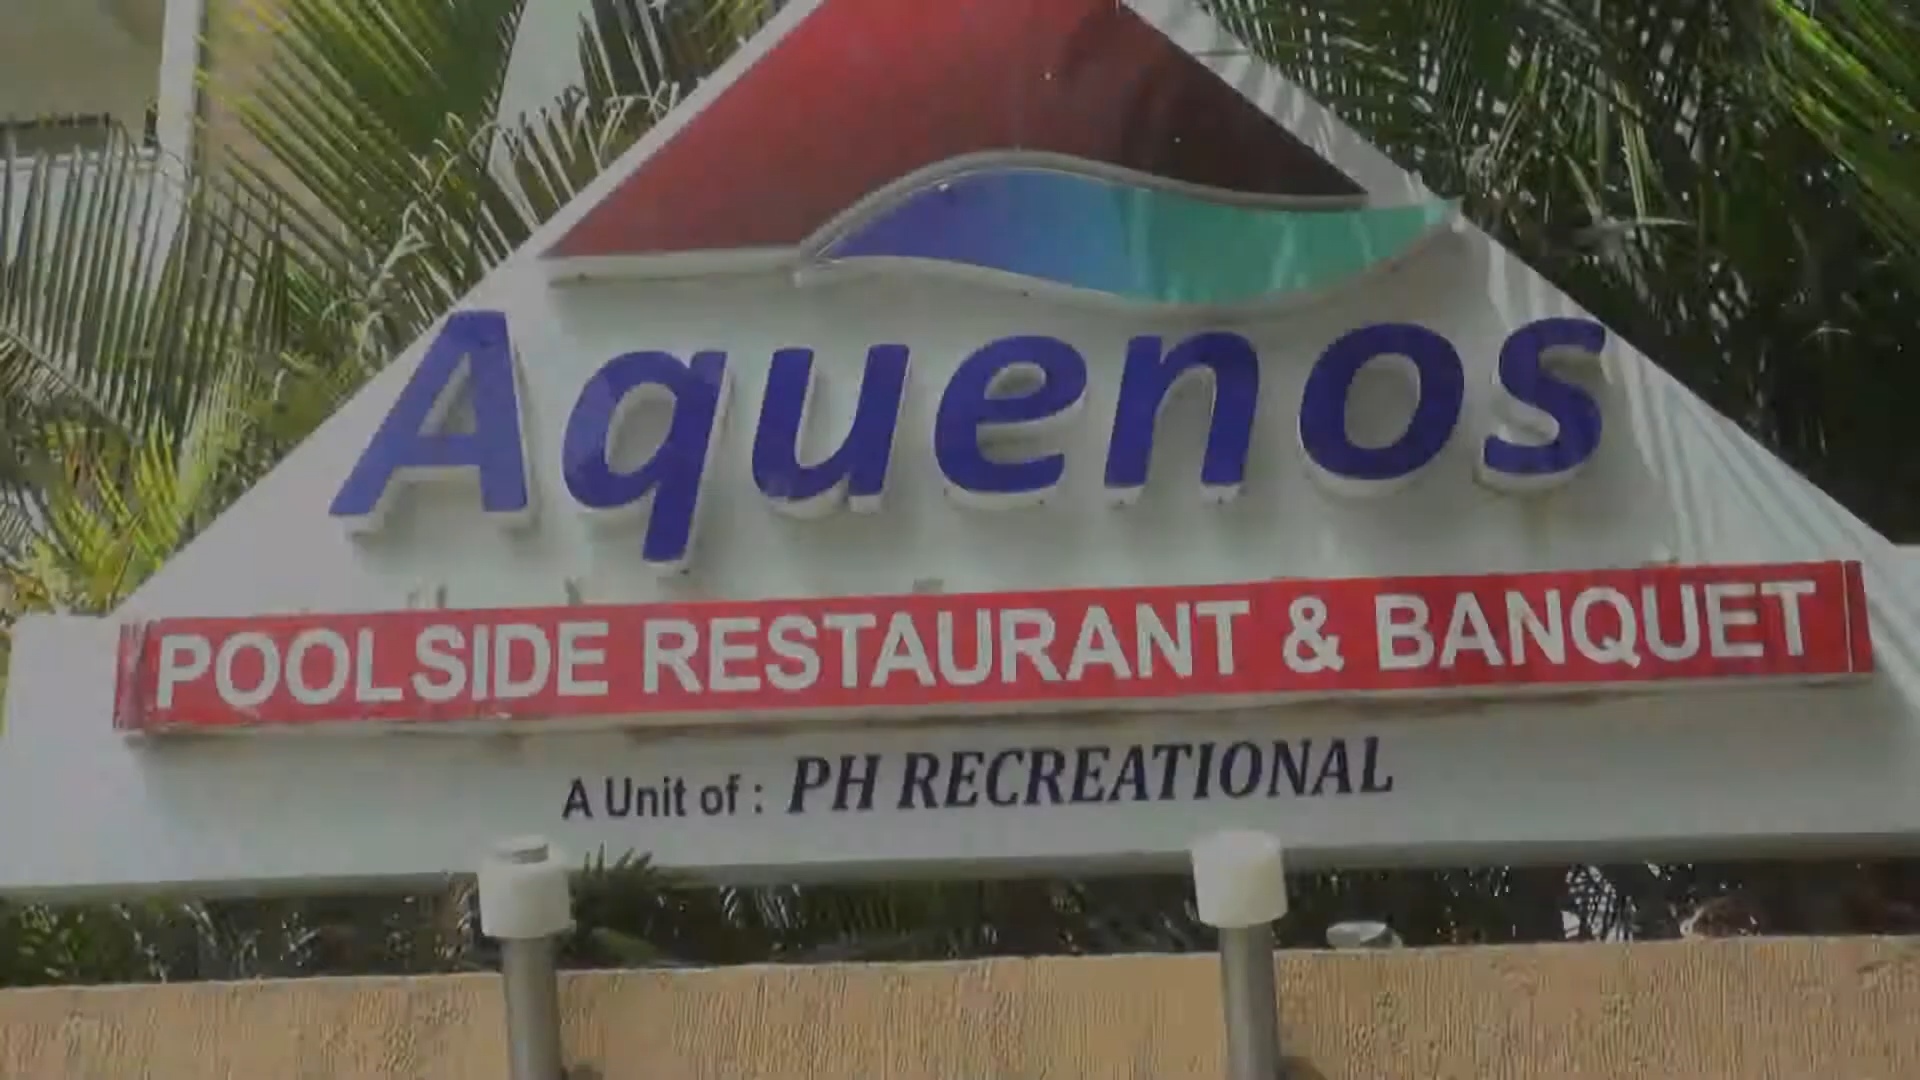 Aquenos
POOLSIDE RESTAURANT & BANQUET
A Unit of : PH RECREATIONAL